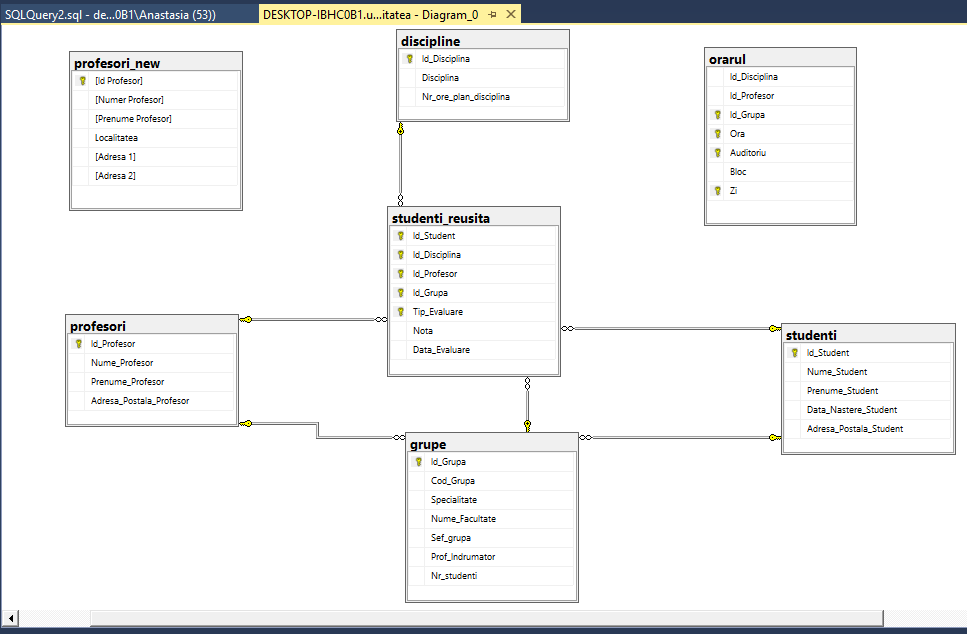 SQLQuery2.sql - de...0B1\Anastasia (53))
DESKTOP-IBHC0B1.u...itatea - Diagram_0
profesori_new
[Id Profesor]
[Numer Profesor]
[Prenume Profesor]
Localitatea
[Adresa 1]
[Adresa 2]
discipline
Id_Disciplina
Disciplina
Nr_ore_plan_disciplina
orarul
Id_Disciplina
Id_Profesor
Id_Grupa
Ora
Auditoriu
Bloc
Zi
studenti_reusita
Id_Student
Id_Disciplina
Id_Profesor
Id_Grupa
Tip_Evaluare
Nota
Data_Evaluare
profesori
Id_Profesor
Nume_Profesor
Prenume_Profesor
Adresa_Postala_Profesor
studenti
Id_Student
Nume_Student
Prenume_Student
Data_Nastere_Student
Adresa_Postala_Student
grupe
Id_Grupa
Cod_Grupa
Specialitate
Nume_Facultate
Sef_grupa
Prof_Indrumator
Nr_studenti